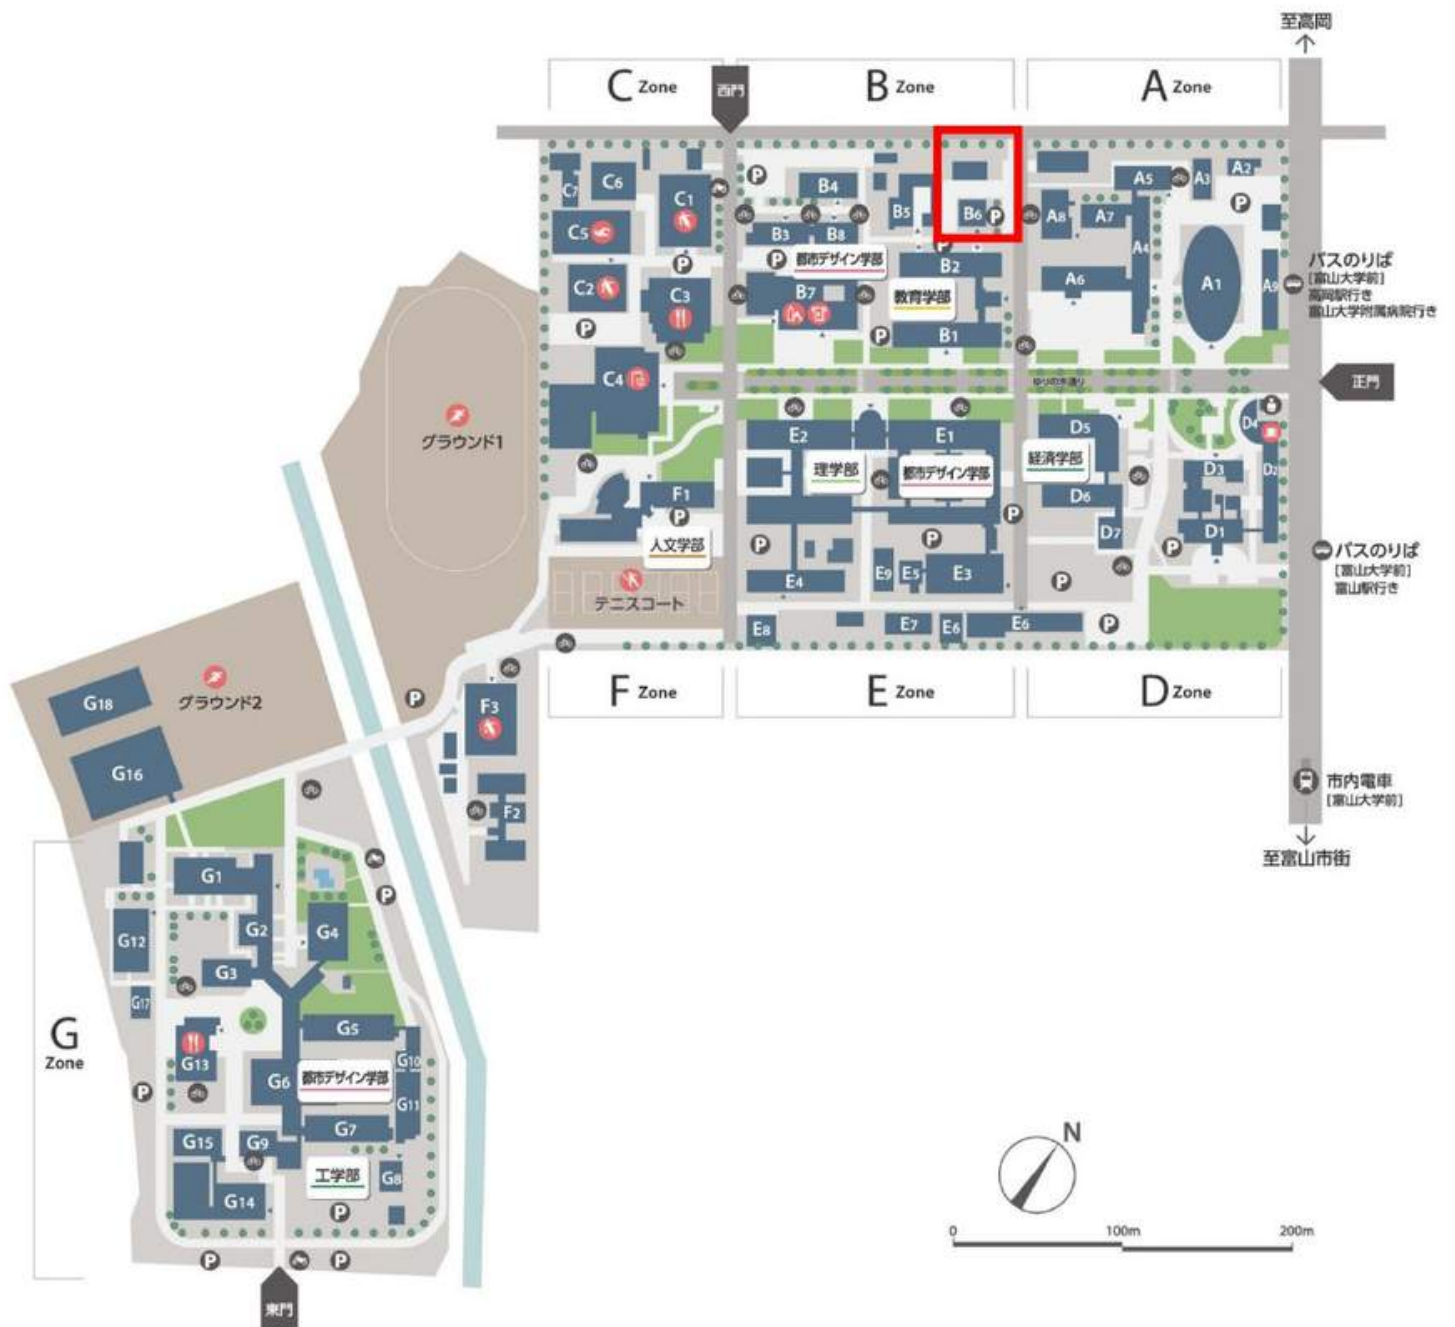 至高岡
C Zone
西門
B Zone
A Zone
C7
C6
C1
B4
B5
B6
P
A5
A3
A2
P
C5
B3
B8
A8
A7
A4
P
都市デザイン学部
P
P
B2
A6
A1
A9
バスのりば
[富山大学前]
高岡駅行き
富山大学附属病院行き
C2
C3
P
B7
教育学部
P
B1
C4
ゆりの木通り
正門
グラウンド1
E2
E1
D5
D4
理学部
都市デザイン学部
経済学部
D3
D2
F1
P
D6
P
D7
D1
人文学部
P
P
P
バスのりば
[富山大学前]
富山駅行き
E4
E9
E5
E3
P
テニスコート
E8
E7
E6
E6
P
F Zone
E Zone
D Zone
G18
グラウンド2
P
F3
G16
市内電車
[富山大学前]
F2
至富山市街
G1
P
G12
G2
G4
G3
G17
G Zone
G5
G13
G10
P
G6
都市デザイン学部
G11
G7
G15
G9
工学部
G8
G14
P
P
P
東門
N
0
100m
200m